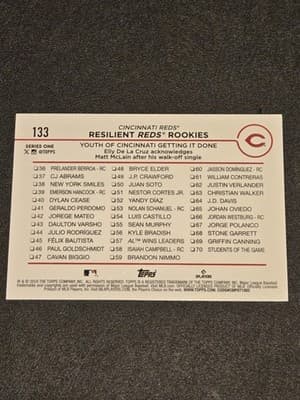 133
CINCINNATI REDS®
RESILIENT REDS® ROOKIES
SERIES ONE
@TOPPS
YOUTH OF CINCINNATI GETTING IT DONE
Elly De La Cruz acknowledges
Matt McLain after his walk-off single
C
36 PRELANDER BERROA - RC
37 CJ ABRAMS
38 NEW YORK SMILES
39 EMERSON HANCOCK - RC
40 DYLAN CEASE
41 GERALDO PERDOMO
42 JORGE MATEO
43 DAULTON VARSHO
44 JULIO RODRÍGUEZ
45 FÉLIX BAUTISTA
46 PAUL GOLDSCHMIDT
47 CAVAN BIGGIO
48 BRYCE ELDER
49 J.P. CRAWFORD
50 JUAN SOTO
51 NESTOR CORTES JR.
52 YANDY DÍAZ
53 NOLAN SCHANUEL - RC
54 LUIS CASTILLO
55 SEAN MURPHY
56 KYLE BRADISH
57 AL™ WINS LEADERS
58 ISAIAH CAMPBELL - RC
59 BRANDON NIMMO
60 JASSON DOMINGUEZ - RC
61 WILLIAM CONTRERAS
62 JUSTIN VERLANDER
63 CHRISTIAN WALKER
64 J.D. DAVIS
65 JOHAN OVIEDO
66 JORDAN WESTBURG - RC
67 JORGE POLANCO
68 STONE GARRETT
69 GRIFFIN CANNING
70 STUDENTS OF THE GAME
Topps
PLAYERS